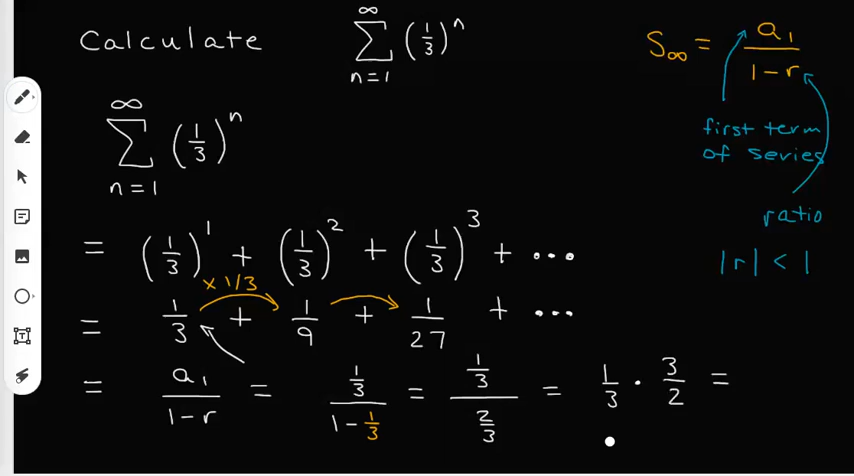 Calculate ∑_{n=1}^{∞} (1/3)^n
S_∞ = a₁/(1-r)
first term
of series
ratio
|r| < 1
∑_{n=1}^{∞} (1/3)^n
= (1/3)^1 + (1/3)^2 + (1/3)^3 + ...
× 1/3
= 1/3 + 1/9 + 1/27 + ...
= a₁/(1-r) = (1/3)/(1-1/3) = (1/3)/(2/3) = 1/3 · 3/2 =